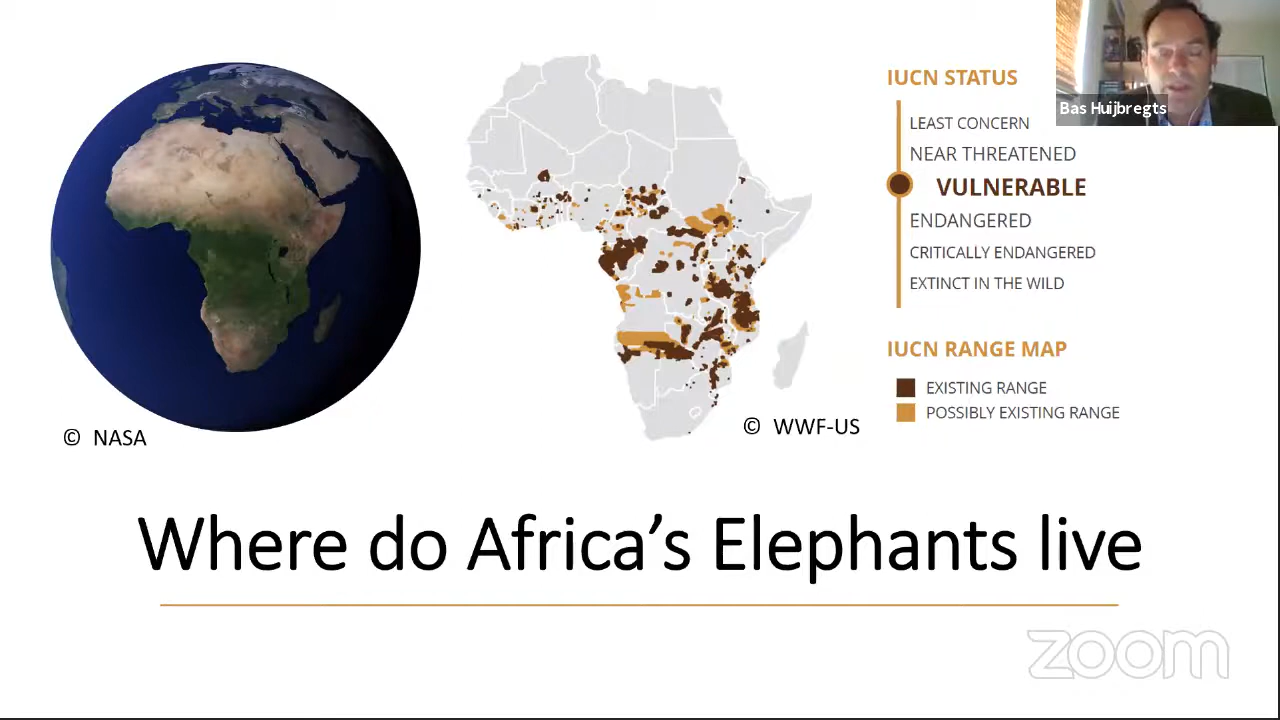 Bas Huijbregts
IUCN STATUS
LEAST CONCERN
NEAR THREATENED
VULNERABLE
ENDANGERED
CRITICALLY ENDANGERED
EXTINCT IN THE WILD
IUCN RANGE MAP
EXISTING RANGE
POSSIBLY EXISTING RANGE
© NASA
© WWF-US
Where do Africa’s Elephants live
zoom